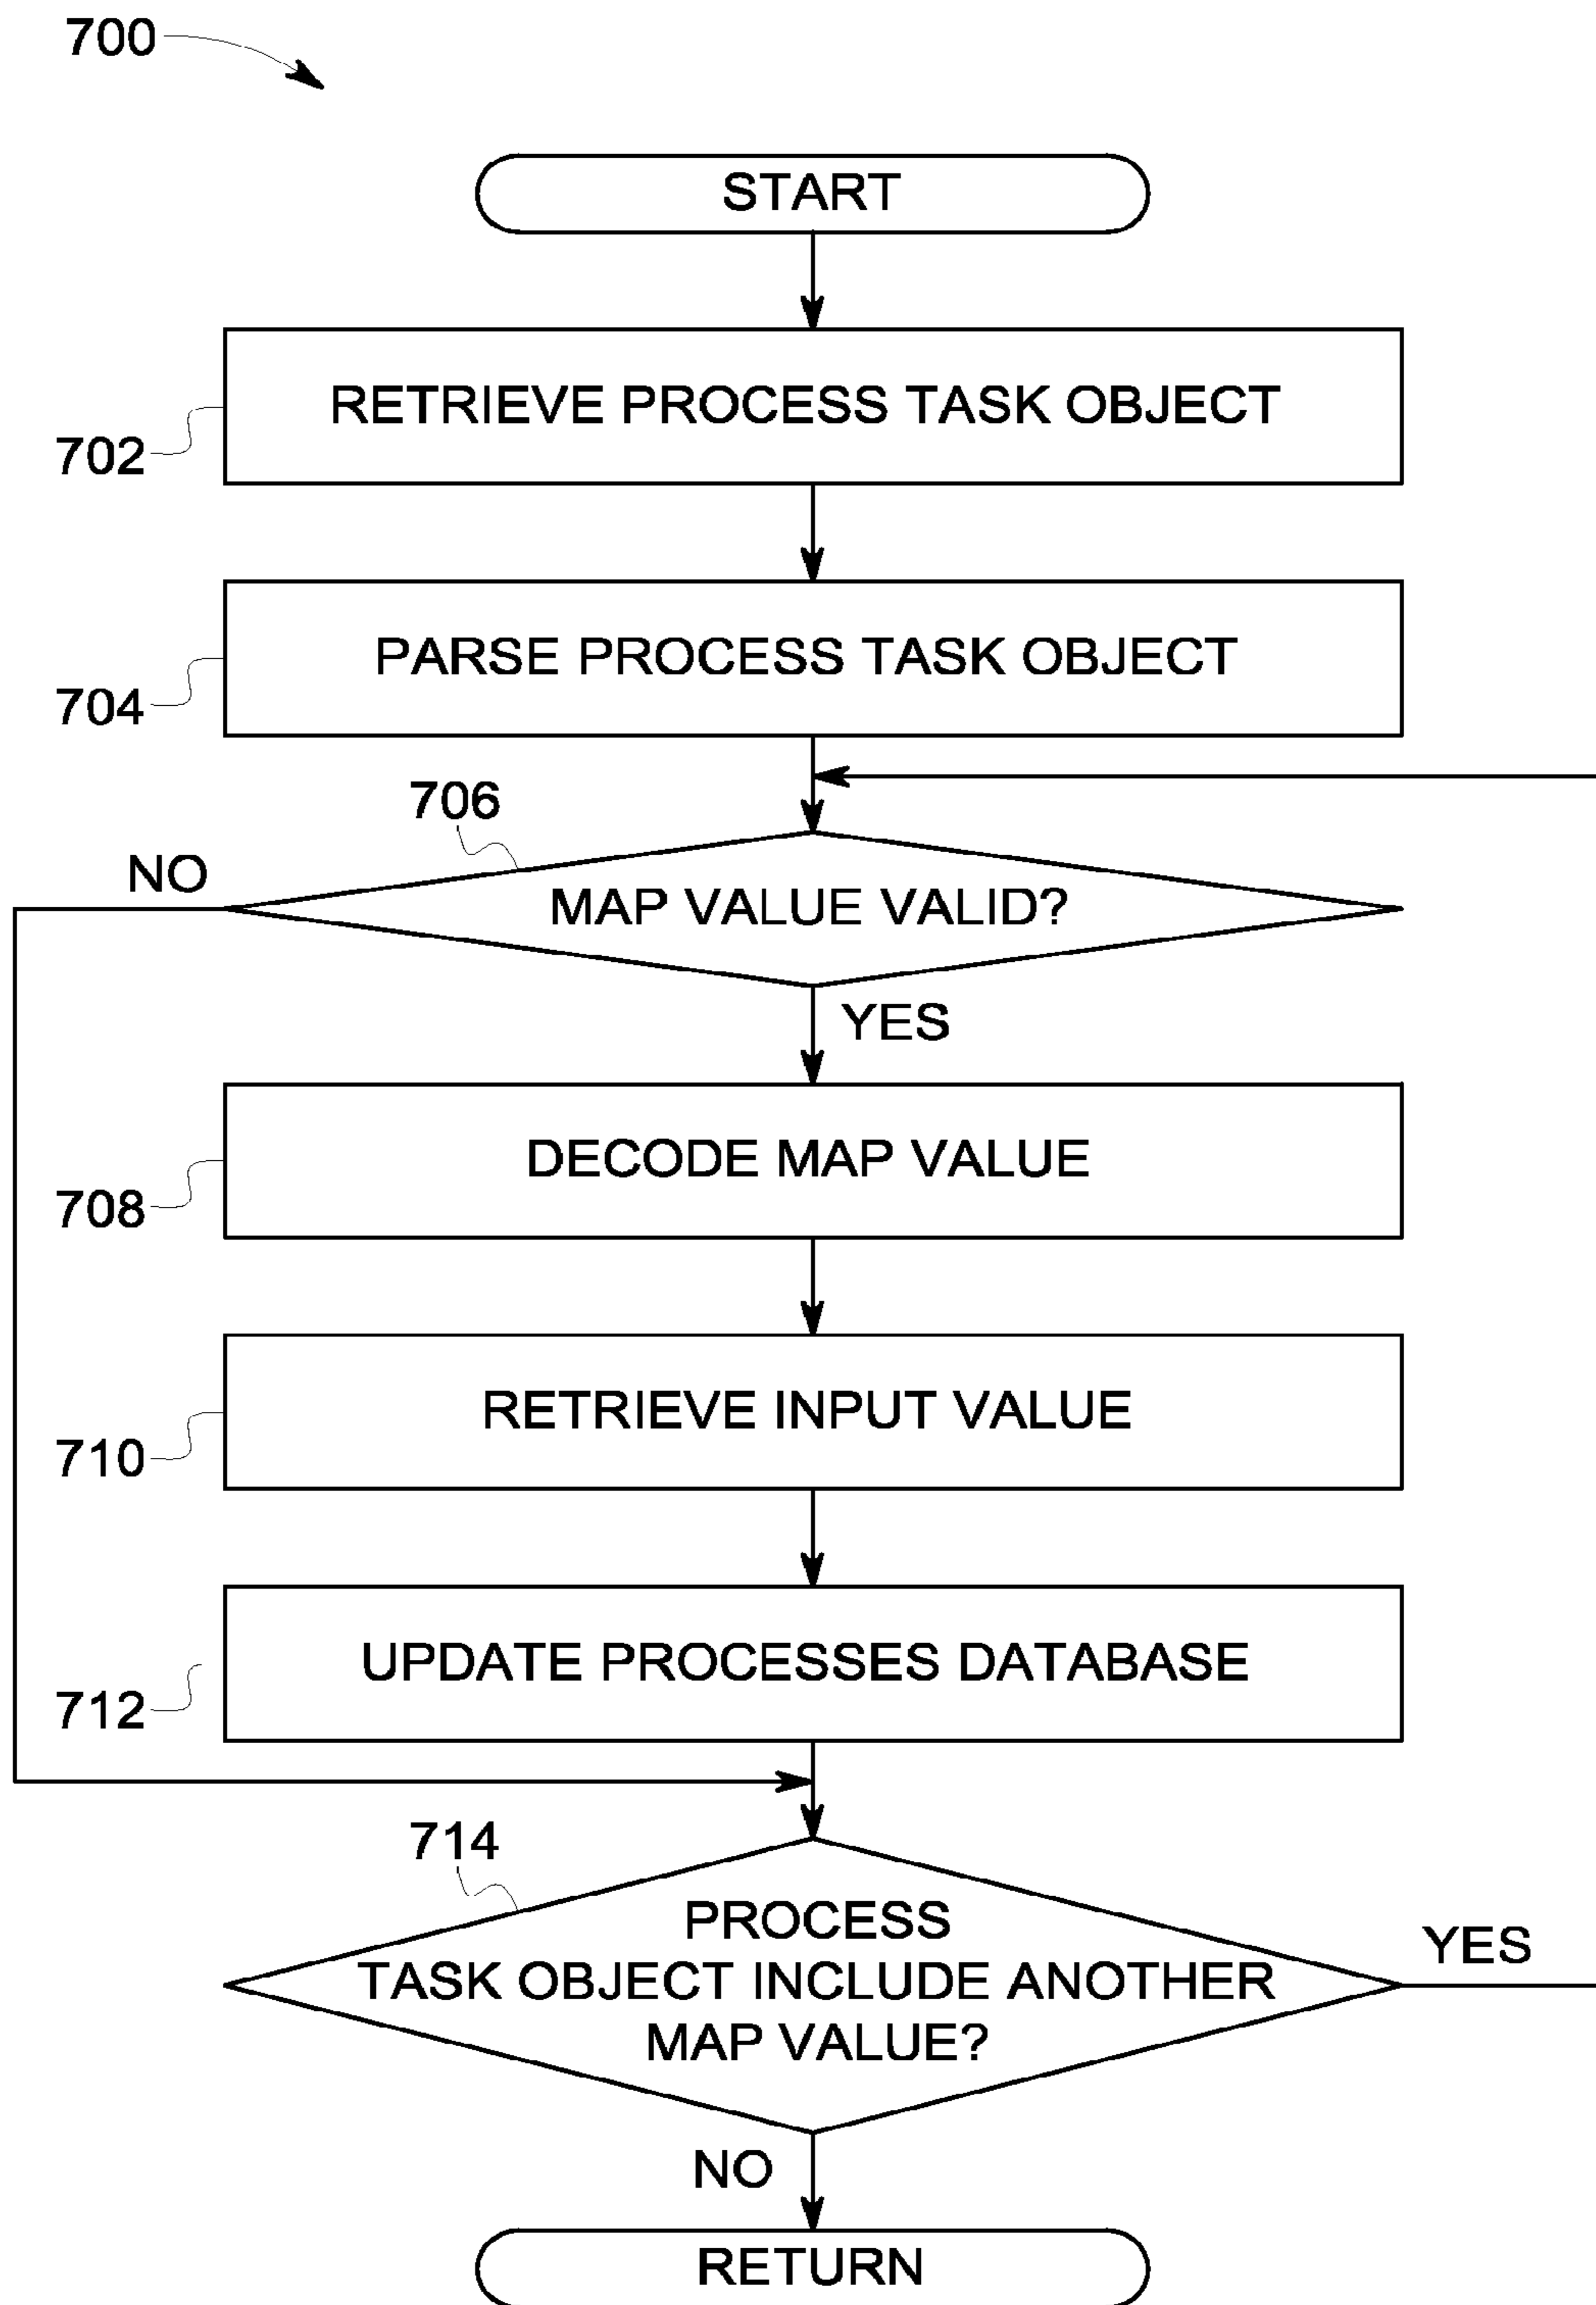 700
START
RETRIEVE PROCESS TASK OBJECT
702
PARSE PROCESS TASK OBJECT
704
706
NO
MAP VALUE VALID?
YES
DECODE MAP VALUE
708
RETRIEVE INPUT VALUE
710
UPDATE PROCESSES DATABASE
712
714
PROCESS
TASK OBJECT INCLUDE ANOTHER
MAP VALUE?
YES
NO
RETURN